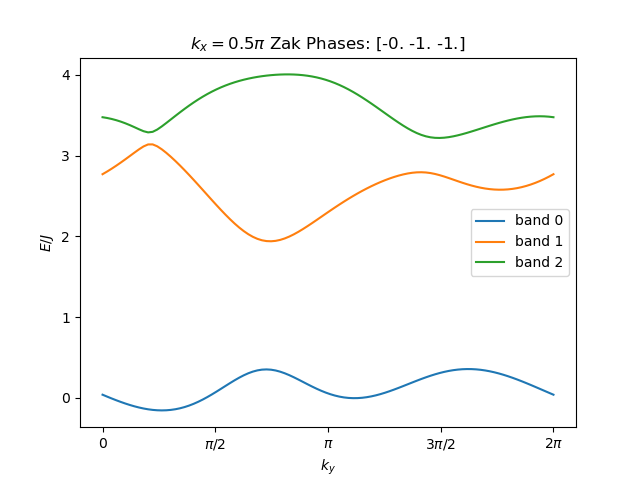 kₓ = 0.5π Zak Phases: [-0. -1. -1.]
4
3
2
1
0
E/J
band 0
band 1
band 2
0 π/2 π 3π/2 2π
k_y